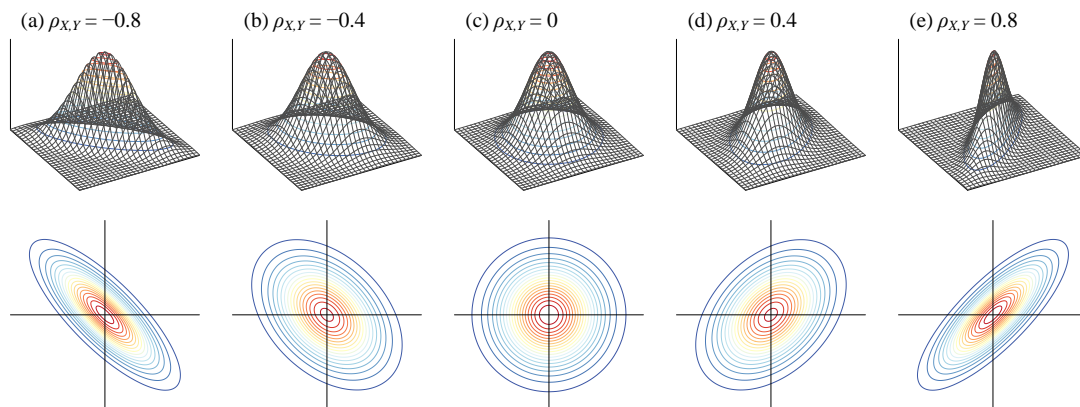 (a) ρX,Y = −0.8
(b) ρX,Y = −0.4
(c) ρX,Y = 0
(d) ρX,Y = 0.4
(e) ρX,Y = 0.8